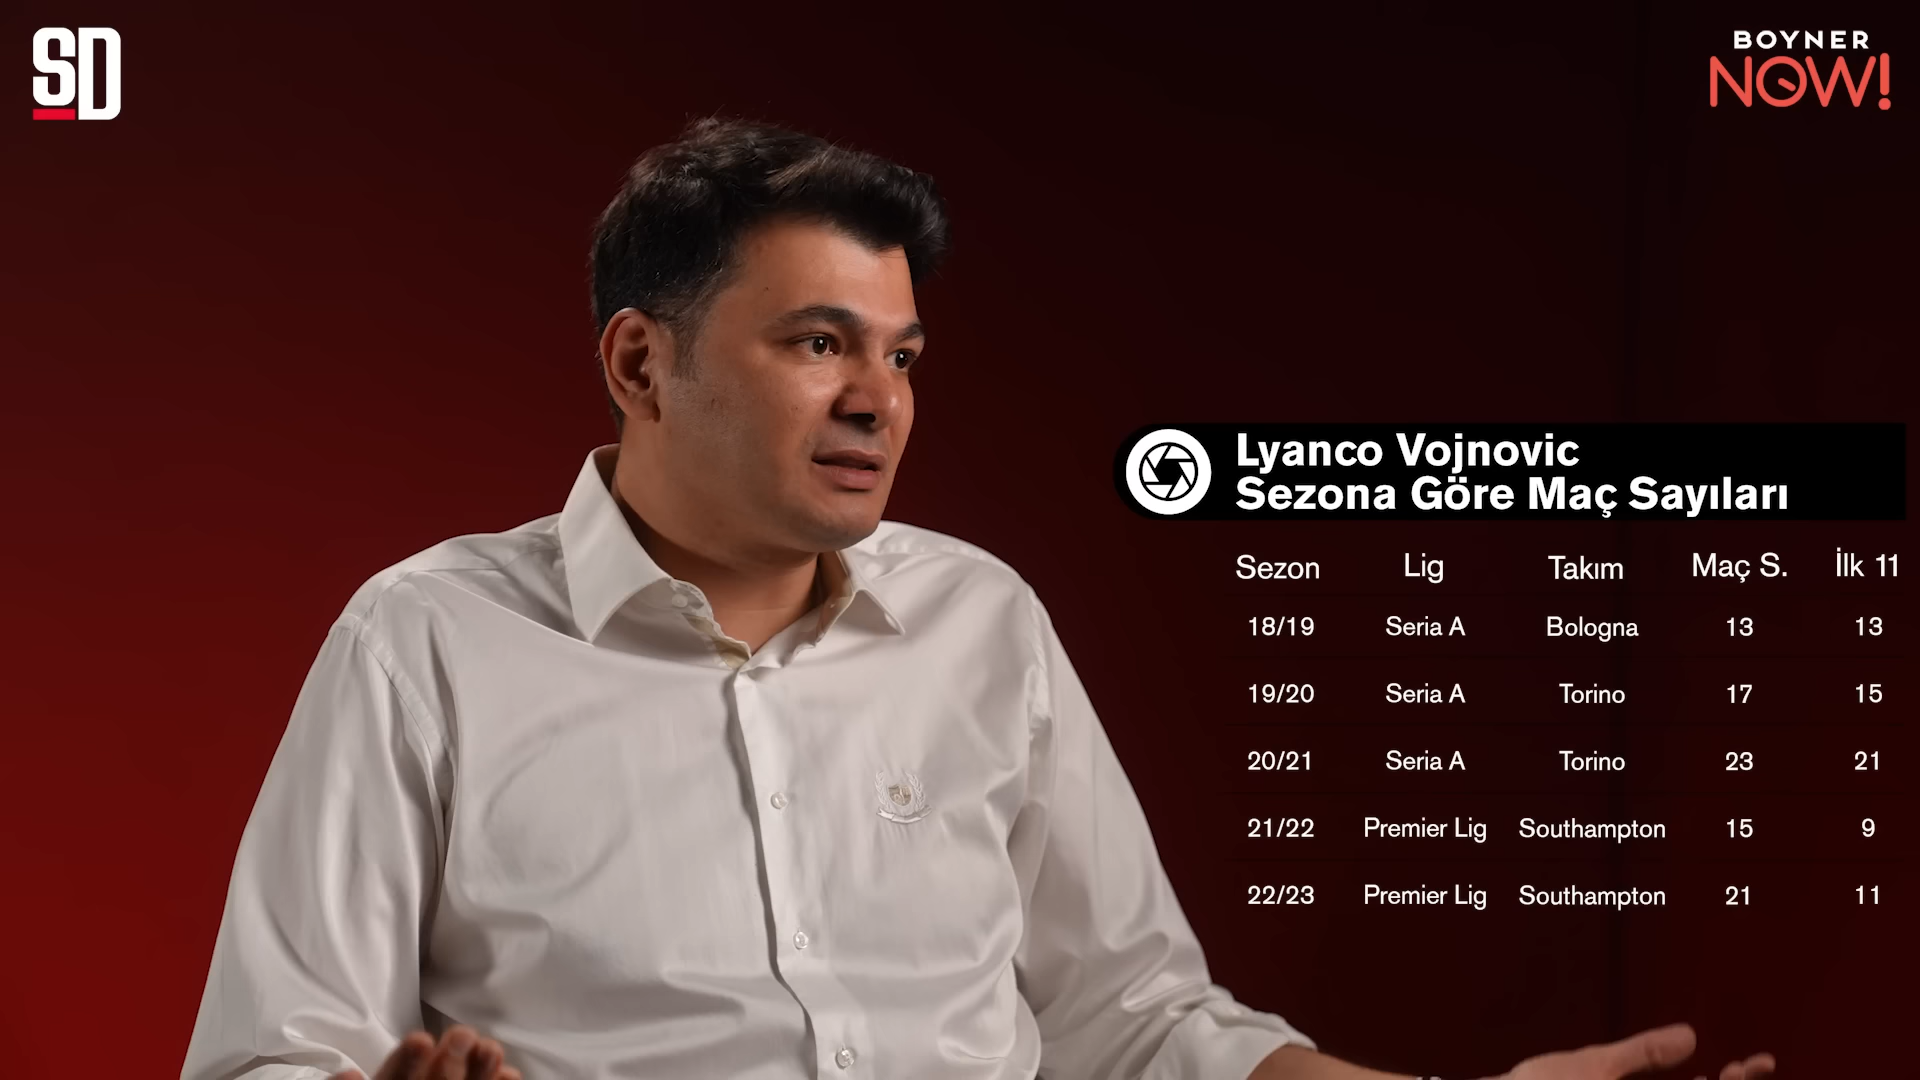 SD
BOYNER
NOW!
Lyanco Vojnovic
Sezona Göre Maç Sayıları
Sezon Lig Takım Maç S. İlk 11
18/19 Seria A Bologna 13 13
19/20 Seria A Torino 17 15
20/21 Seria A Torino 23 21
21/22 Premier Lig Southampton 15 9
22/23 Premier Lig Southampton 21 11